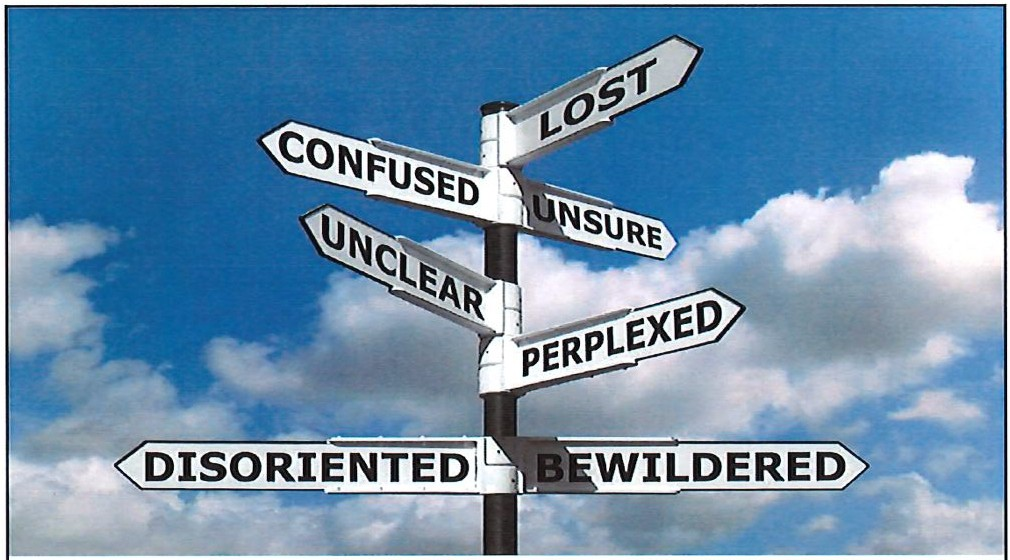 LOST
CONFUSED
UNSURE
UNCLEAR
PERPLEXED
DISORIENTED
BEWILDERED